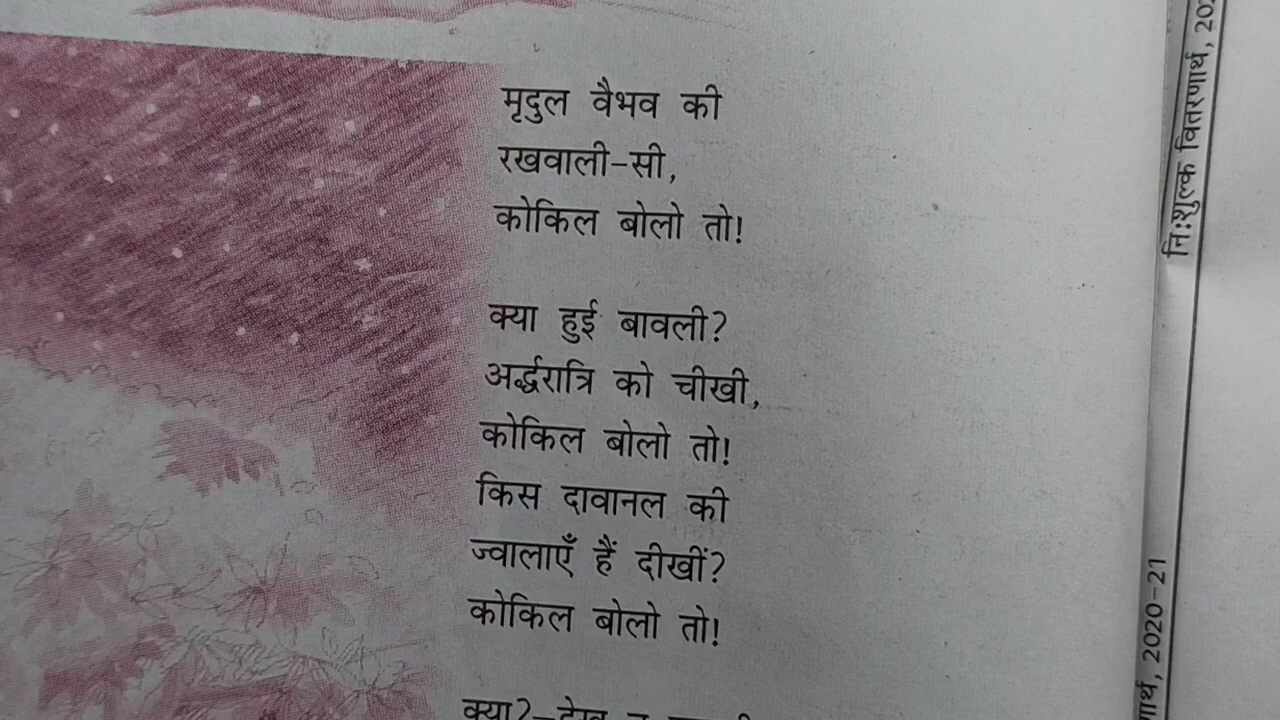 मृदुल वैभव की
रखवाली-सी,
कोकिल बोलो तो!
क्या हुई बावली?
अर्द्धरात्रि को चीखी,
कोकिल बोलो तो!
किस दावानल की
ज्वालाएँ हैं दीखीं?
कोकिल बोलो तो!
क्या?-देख न
नि:शुल्क वितरणार्थ,
2020-21